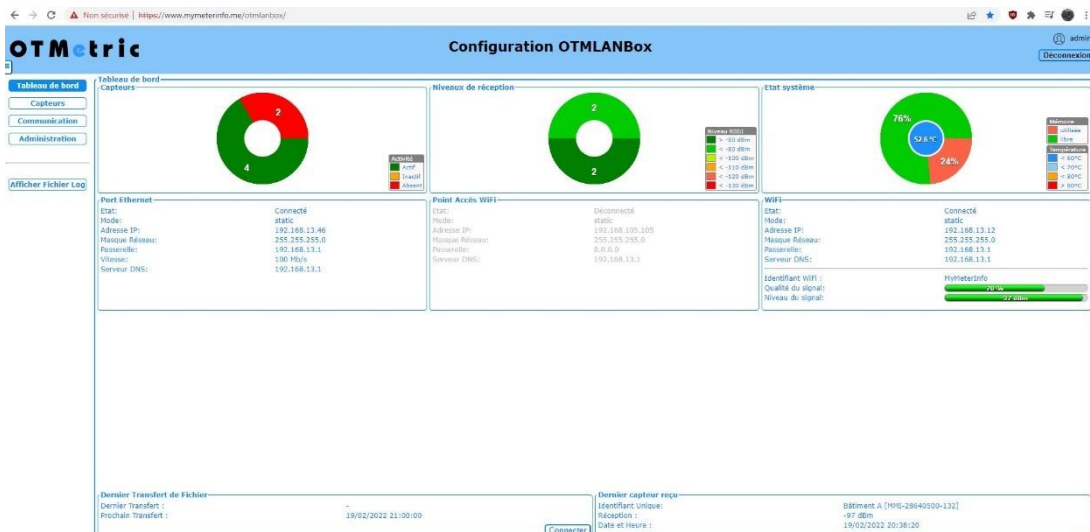 Non sécurisé | https://www.mymeterinfo.me/otmlanbox/
OTMetric
Configuration OTMLANBox
admin
Déconnexion
Tableau de bord
Capteurs
Communication
Administration
Afficher Fichier Log
Tableau de bord
Capteurs
2
4
Activité
Actif
Inactif
Absent
Niveaux de réception
2
2
Niveau RSSI
> -80 dBm
< -80 dBm
< -100 dBm
< -110 dBm
< -120 dBm
< -130 dBm
Etat système
76%
52.6 °C
24%
Mémoire
utilisée
libre
Température
< 60°C
< 70°C
< 80°C
> 80°C
Port Ethernet
Etat: Connecté
Mode: static
Adresse IP: 192.168.13.46
Masque Réseau: 255.255.255.0
Passerelle: 192.168.13.1
Vitesse: 100 Mb/s
Serveur DNS: 192.168.13.1
Point Accès WiFi
Etat: Déconnecté
Mode: static
Adresse IP: 192.168.105.105
Masque Réseau: 255.255.255.0
Passerelle: 0.0.0.0
Serveur DNS: 192.168.13.1
WiFi
Etat: Connecté
Mode: static
Adresse IP: 192.168.13.12
Masque Réseau: 255.255.255.0
Passerelle: 192.168.13.1
Serveur DNS: 192.168.13.1
Identifiant WiFi : MyMeterInfo
Qualité du signal: 70 %
Niveau du signal: -37 dBm
Dernier Transfert de Fichier
Dernier Transfert : -
Prochain Transfert : 19/02/2022 21:00:00
Connecter
Dernier capteur reçu
Identifiant Unique: Bâtiment A [MMI-28640500-132]
Réception : -97 dBm
Date et Heure : 19/02/2022 20:38:20